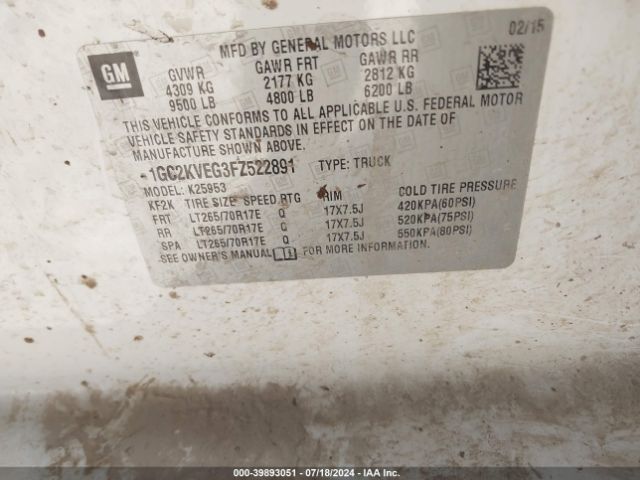 GM
MFD BY GENERAL MOTORS LLC 02/15
GVWR GAWR FRT GAWR RR
4309 KG 2177 KG 2812 KG
9500 LB 4800 LB 6200 LB
THIS VEHICLE CONFORMS TO ALL APPLICABLE U.S. FEDERAL MOTOR
VEHICLE SAFETY STANDARDS IN EFFECT ON THE DATE OF
MANUFACTURE SHOWN ABOVE.
1GC2KVEG3FZ522891 TYPE: TRUCK
MODEL: K25953
KF2K TIRE SIZE SPEED RTG RIM COLD TIRE PRESSURE
FRT LT265/70R17E Q 17X7.5J 420KPA(60PSI)
RR LT265/70R17E Q 17X7.5J 520KPA(75PSI)
SPA LT265/70R17E Q 17X7.5J 550KPA(80PSI)
SEE OWNER'S MANUAL FOR MORE INFORMATION.
000-39893051 - 07/18/2024 - IAA Inc.